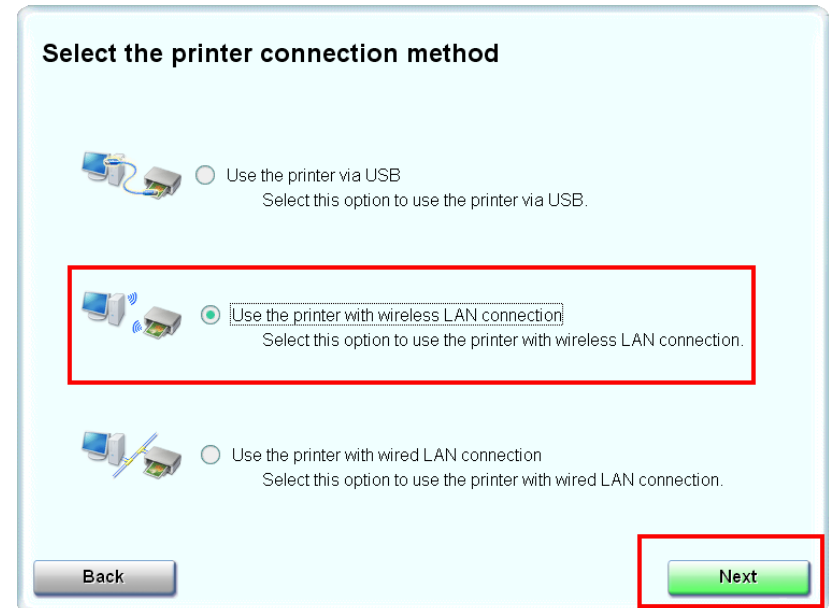 Select the printer connection method
Use the printer via USB
Select this option to use the printer via USB.
Use the printer with wireless LAN connection
Select this option to use the printer with wireless LAN connection.
Use the printer with wired LAN connection
Select this option to use the printer with wired LAN connection.
Back
Next